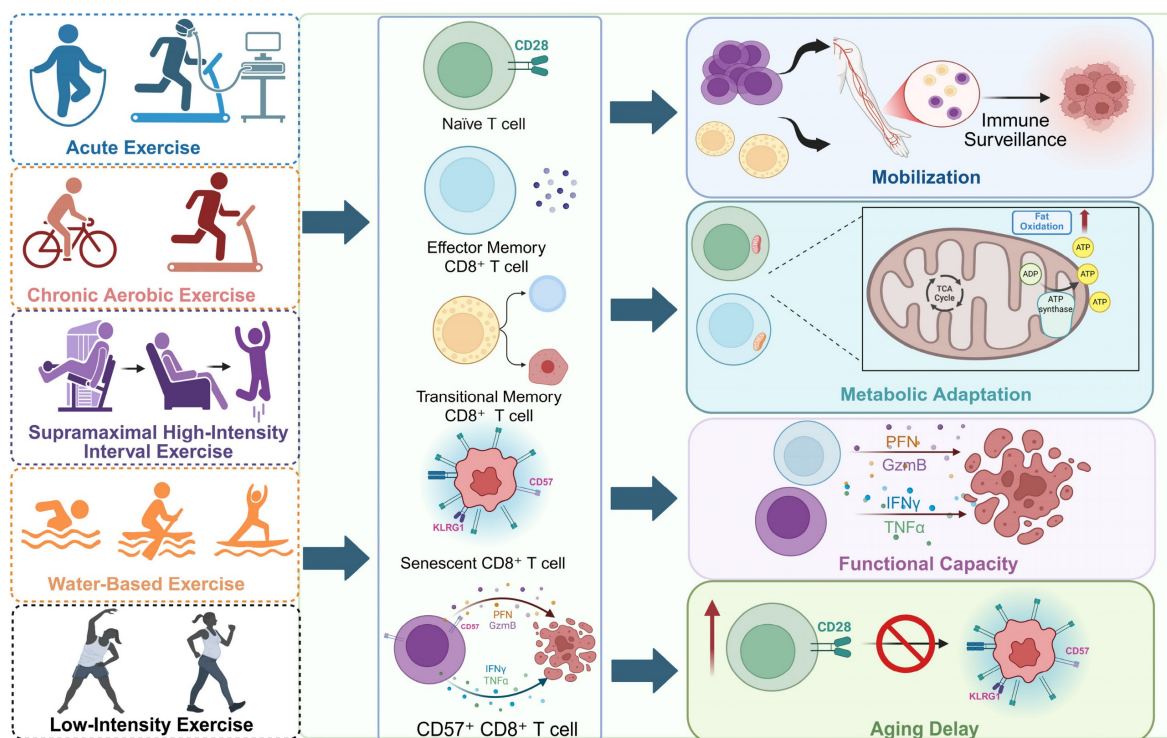 Acute Exercise
Chronic Aerobic Exercise
Supramaximal High-Intensity
Interval Exercise
Water-Based Exercise
Low-Intensity Exercise
CD28
Naïve T cell
Effector Memory
CD8⁺ T cell
Transitional Memory
CD8⁺ T cell
CD57
KLRG1
Senescent CD8⁺ T cell
CD57
PFN
GzmB
IFNγ
TNFα
CD57⁺ CD8⁺ T cell
Immune
Surveillance
Mobilization
Fat
Oxidation
ATP
ADP
ATP
ATP
TCA
Cycle
ATP
synthase
Metabolic Adaptation
PFN
GzmB
IFNγ
TNFα
Functional Capacity
CD28
CD57
KLRG1
Aging Delay